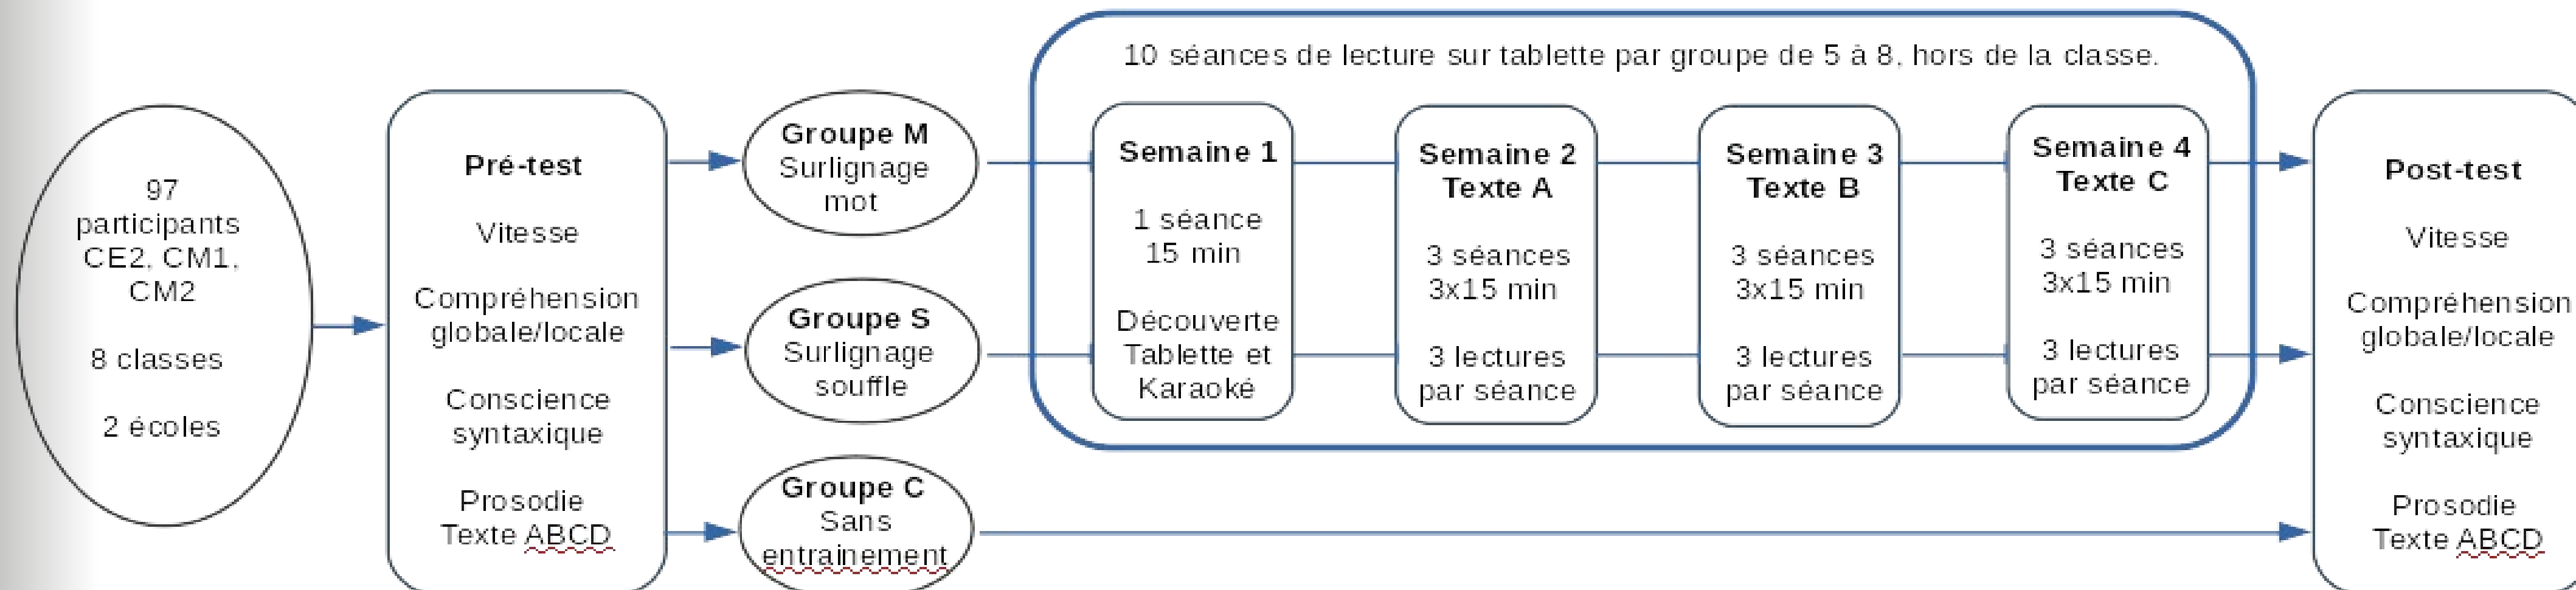 97
participants
CE2, CM1,
CM2
8 classes
2 écoles
Pré-test
Vitesse
Compréhension
globale/locale
Conscience
syntaxique
Prosodie
Texte ABCD
Groupe M
Surlignage
mot
Groupe S
Surlignage
souffle
Groupe C
Sans
entrainement
10 séances de lecture sur tablette par groupe de 5 à 8, hors de la classe.
Semaine 1
1 séance
15 min
Découverte
Tablette et
Karaoké
Semaine 2
Texte A
3 séances
3x15 min
3 lectures
par séance
Semaine 3
Texte B
3 séances
3x15 min
3 lectures
par séance
Semaine 4
Texte C
3 séances
3x15 min
3 lectures
par séance
Post-test
Vitesse
Compréhension
globale/locale
Conscience
syntaxique
Prosodie
Texte ABCD